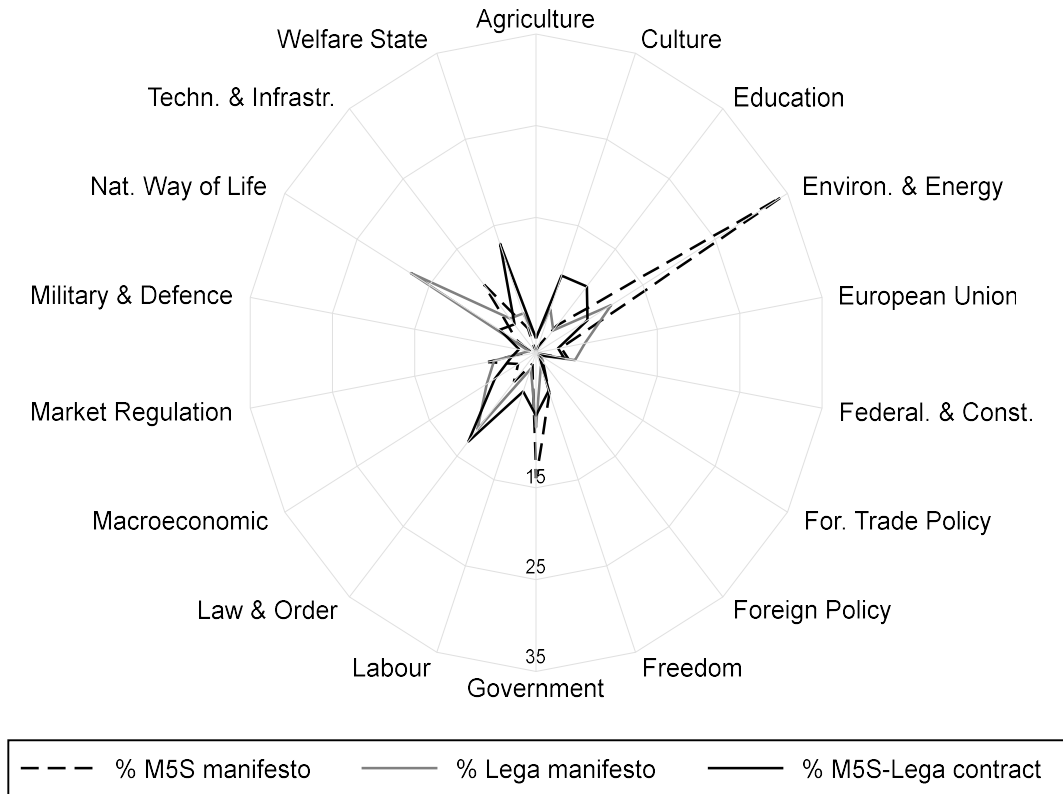 Agriculture
Welfare State
Culture
Techn. & Infrastr.
Education
Nat. Way of Life
Environ. & Energy
Military & Defence
European Union
Market Regulation
Federal. & Const.
15
Macroeconomic
For. Trade Policy
25
Law & Order
Foreign Policy
35
Labour
Freedom
Government
% M5S manifesto
% Lega manifesto
% M5S-Lega contract